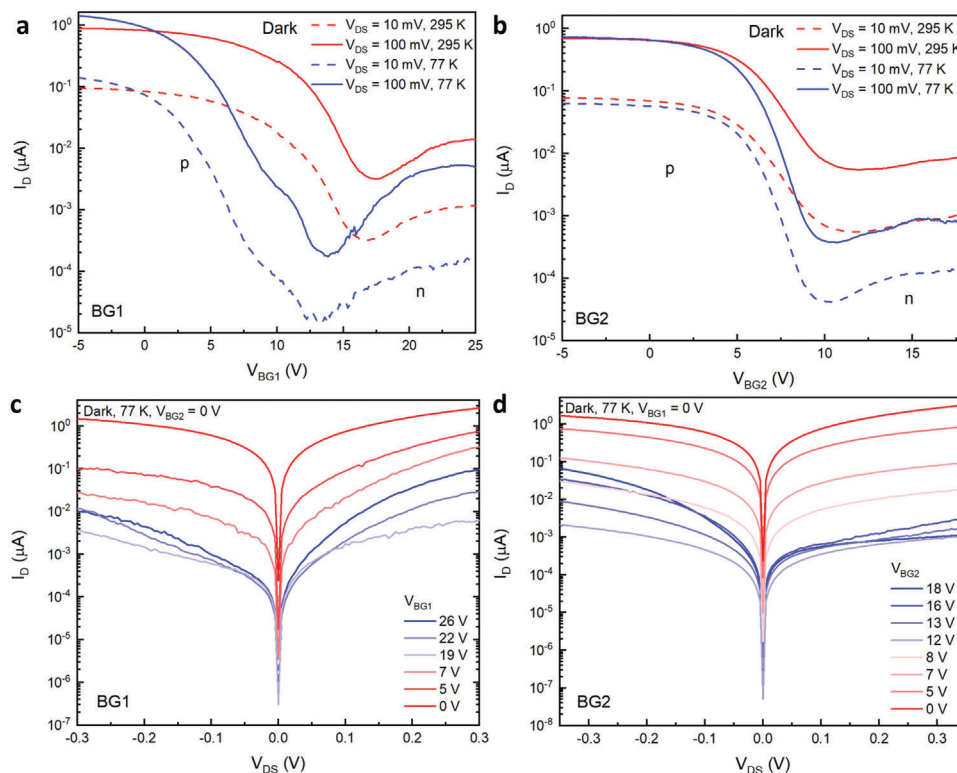 a
Dark
V_DS = 10 mV, 295 K
V_DS = 100 mV, 295 K
V_DS = 10 mV, 77 K
V_DS = 100 mV, 77 K
10^0
10^-1
10^-2
10^-3
10^-4
10^-5
I_D (µA)
p
n
BG1
-5
0
5
10
15
20
25
V_BG1 (V)
b
Dark
V_DS = 10 mV, 295 K
V_DS = 100 mV, 295 K
V_DS = 10 mV, 77 K
V_DS = 100 mV, 77 K
10^0
10^-1
10^-2
10^-3
10^-4
10^-5
I_D (µA)
p
n
BG2
-5
0
5
10
15
V_BG2 (V)
c
Dark, 77 K, V_BG2 = 0 V
10^0
10^-1
10^-2
10^-3
10^-4
10^-5
10^-6
10^-7
I_D (µA)
V_BG1
26 V
22 V
19 V
7 V
5 V
0 V
BG1
-0.3
-0.2
-0.1
0.0
0.1
0.2
0.3
V_DS (V)
d
Dark, 77 K, V_BG1 = 0 V
10^0
10^-1
10^-2
10^-3
10^-4
10^-5
10^-6
10^-7
10^-8
I_D (µA)
V_BG2
18 V
16 V
13 V
12 V
8 V
7 V
5 V
0 V
BG2
-0.3
-0.2
-0.1
0.0
0.1
0.2
0.3
V_DS (V)